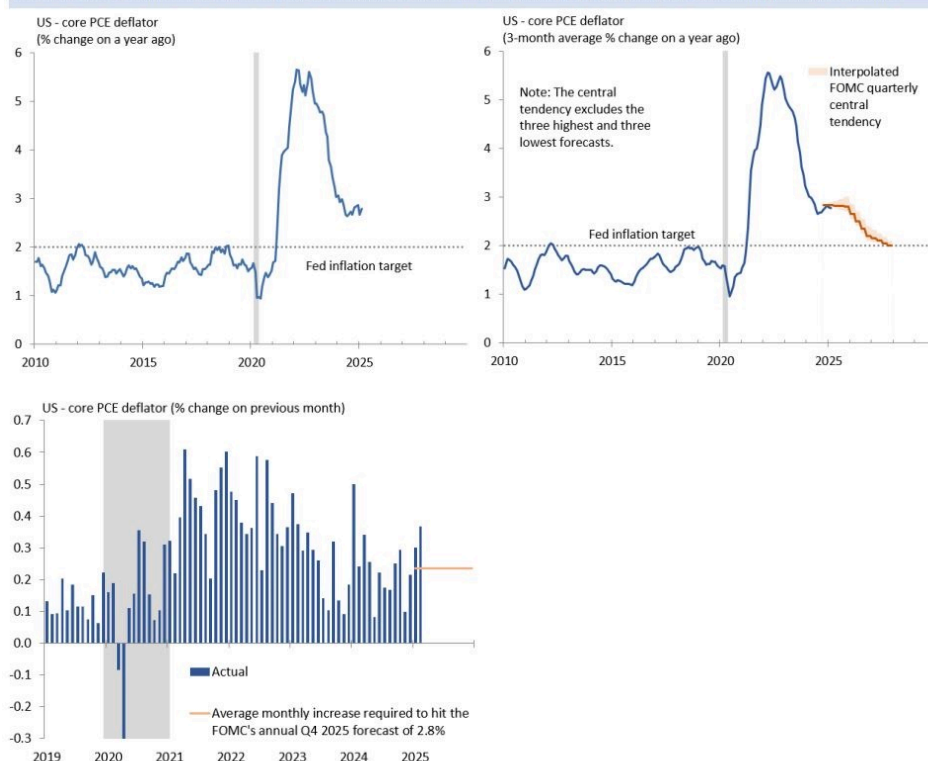 US - core PCE deflator
(% change on a year ago)
6
5
4
3
2
1
0
Fed inflation target
2010
2015
2020
2025
US - core PCE deflator
(3-month average % change on a year ago)
6
5
4
3
2
1
0
Note: The central
tendency excludes the
three highest and three
lowest forecasts.
Interpolated
FOMC quarterly
central
tendency
Fed inflation target
2010
2015
2020
2025
US - core PCE deflator (% change on previous month)
0.7
0.6
0.5
0.4
0.3
0.2
0.1
0.0
-0.1
-0.2
-0.3
Actual
Average monthly increase required to hit the
FOMC's annual Q4 2025 forecast of 2.8%
2019
2020
2021
2022
2023
2024
2025